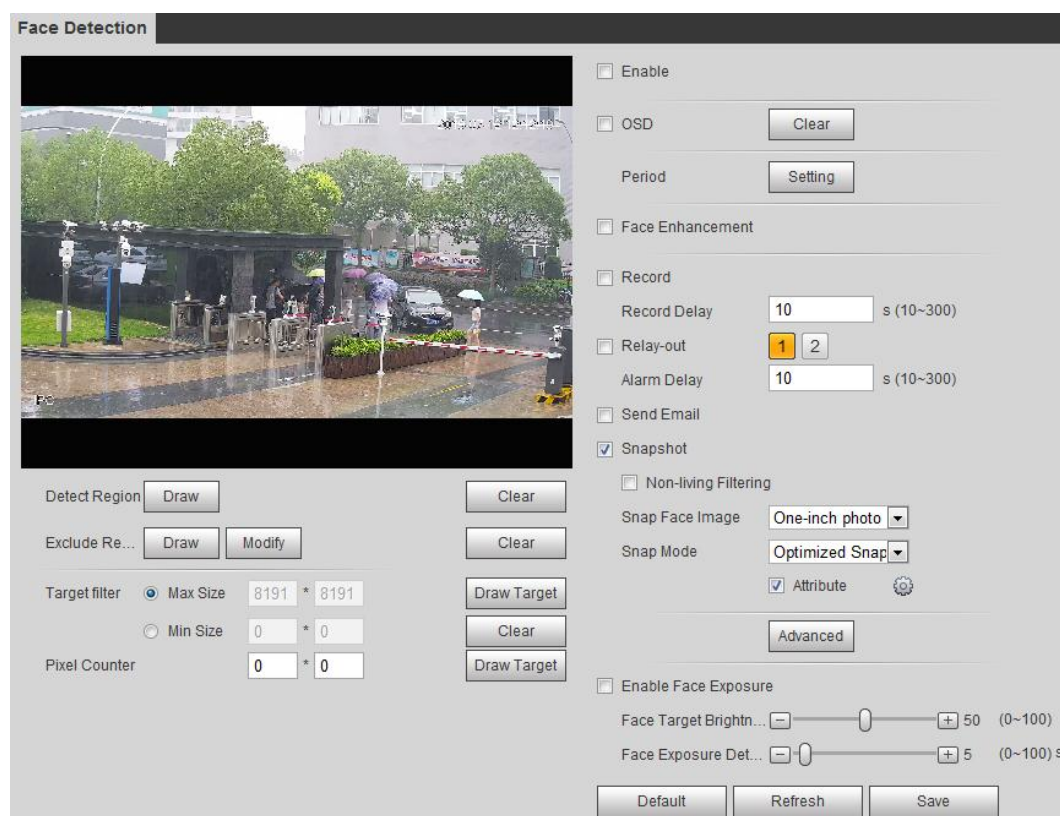 Face Detection
Enable
OSD Clear
Period Setting
Face Enhancement
Record
Record Delay 10 s (10~300)
Relay-out 1 2
Alarm Delay 10 s (10~300)
Send Email
Snapshot
Non-living Filtering
Snap Face Image One-inch photo
Snap Mode Optimized Snap
Attribute
Advanced
Enable Face Exposure
Face Target Brightn... 50 (0~100)
Face Exposure Det... 5 (0~100) s
Default Refresh Save
Detect Region Draw Clear
Exclude Re... Draw Modify Clear
Target filter Max Size 8191 * 8191 Draw Target
Min Size 0 * 0 Clear
Pixel Counter 0 * 0 Draw Target